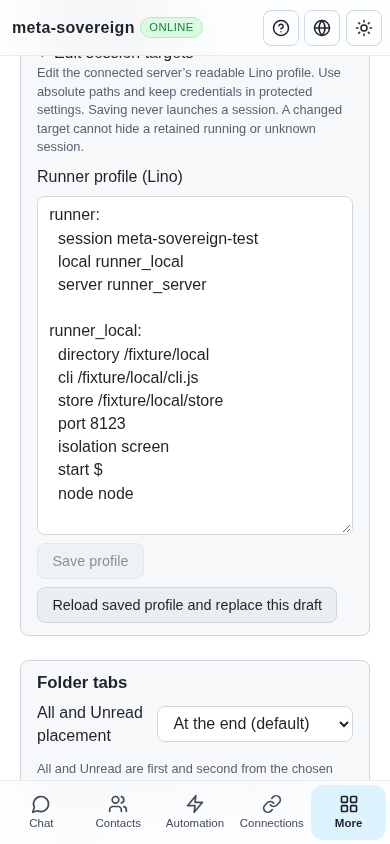 meta-sovereign ONLINE
Edit session targets
Edit the connected server's readable Lino profile. Use
absolute paths and keep credentials in protected
settings. Saving never launches a session. A changed
target cannot hide a retained running or unknown
session.
Runner profile (Lino)
runner:
  session meta-sovereign-test
  local runner_local
  server runner_server

runner_local:
  directory /fixture/local
  cli /fixture/local/cli.js
  store /fixture/local/store
  port 8123
  isolation screen
  start $
  node node
Save profile
Reload saved profile and replace this draft
Folder tabs
All and Unread
placement
At the end (default)
All and Unread are first and second from the chosen
Chat Contacts Automation Connections More